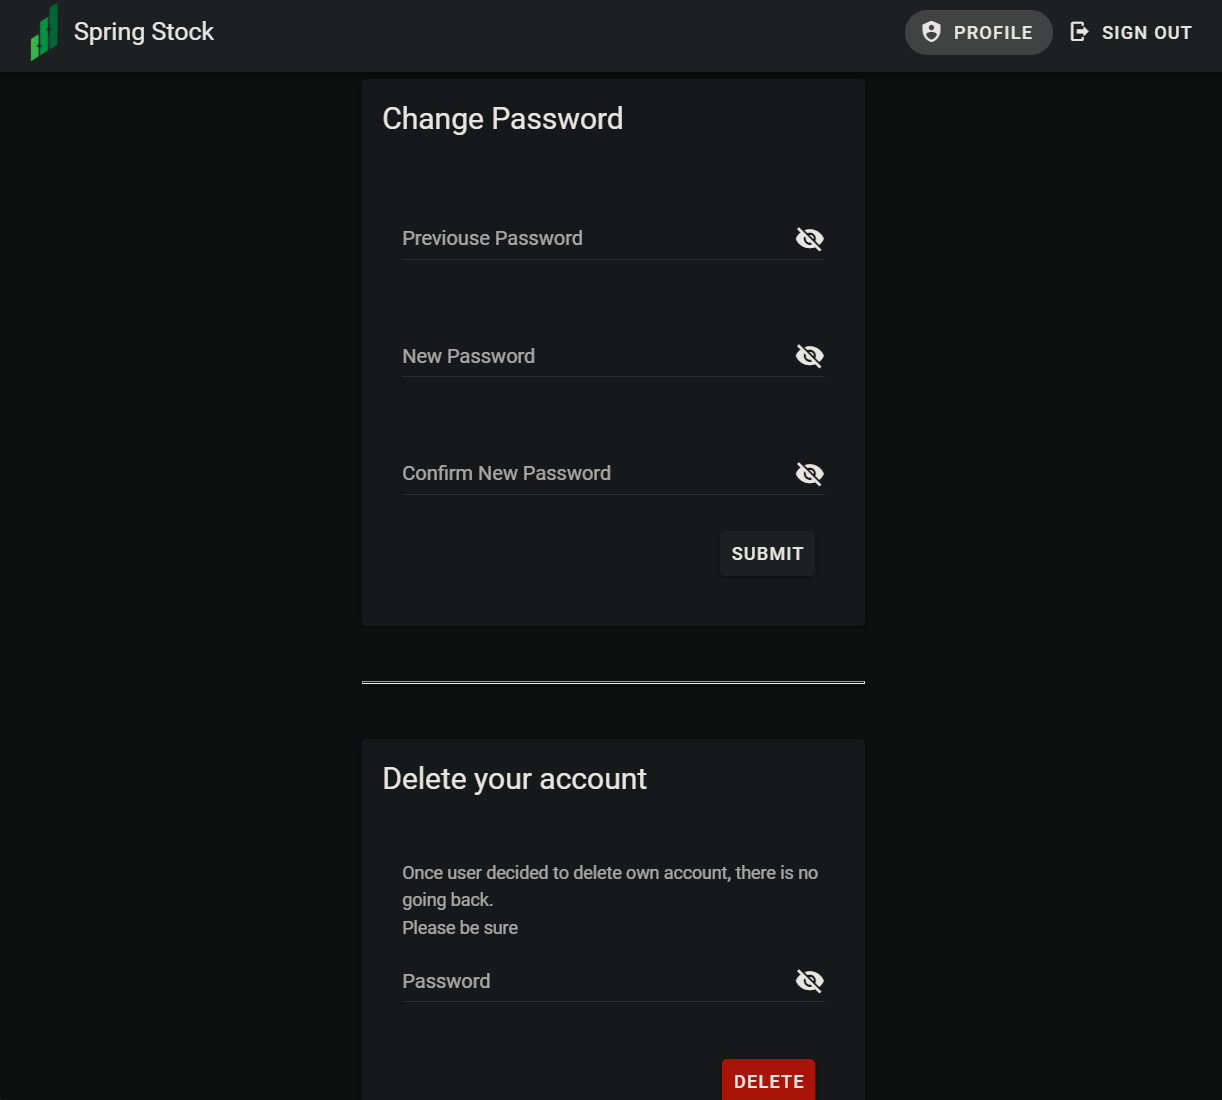 Spring Stock
PROFILE
SIGN OUT
Change Password
Previouse Password
New Password
Confirm New Password
SUBMIT
Delete your account
Once user decided to delete own account, there is no
going back.
Please be sure
Password
DELETE